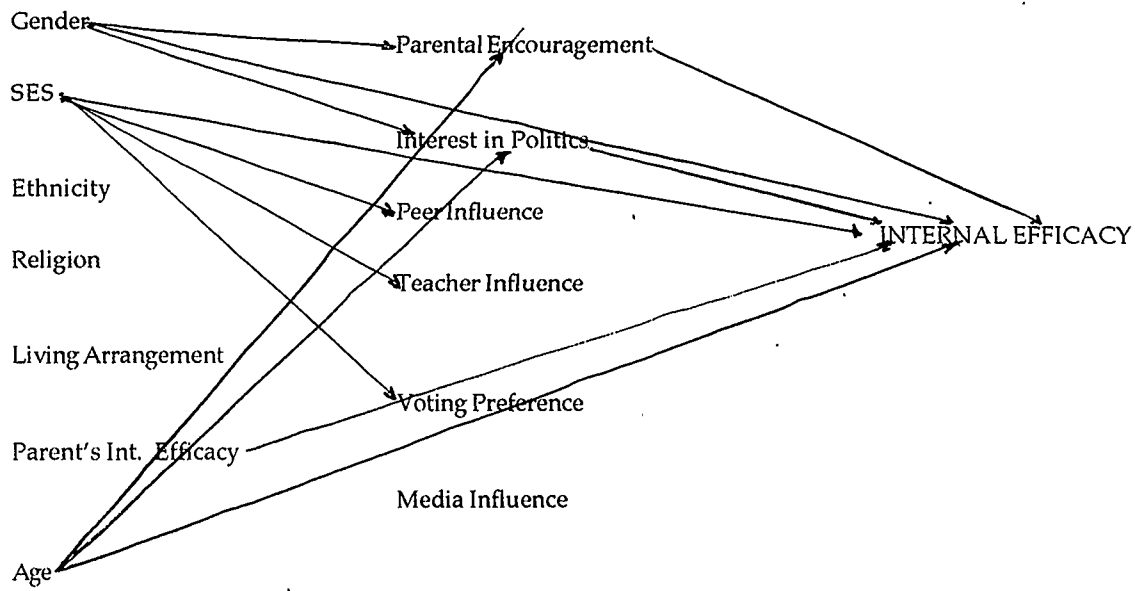 Gender
Parental Encouragement
SES
Interest in Politics
Ethnicity
Peer Influence
INTERNAL EFFICACY
Religion
Teacher Influence
Living Arrangement
Voting Preference
Parent's Int. Efficacy
Media Influence
Age